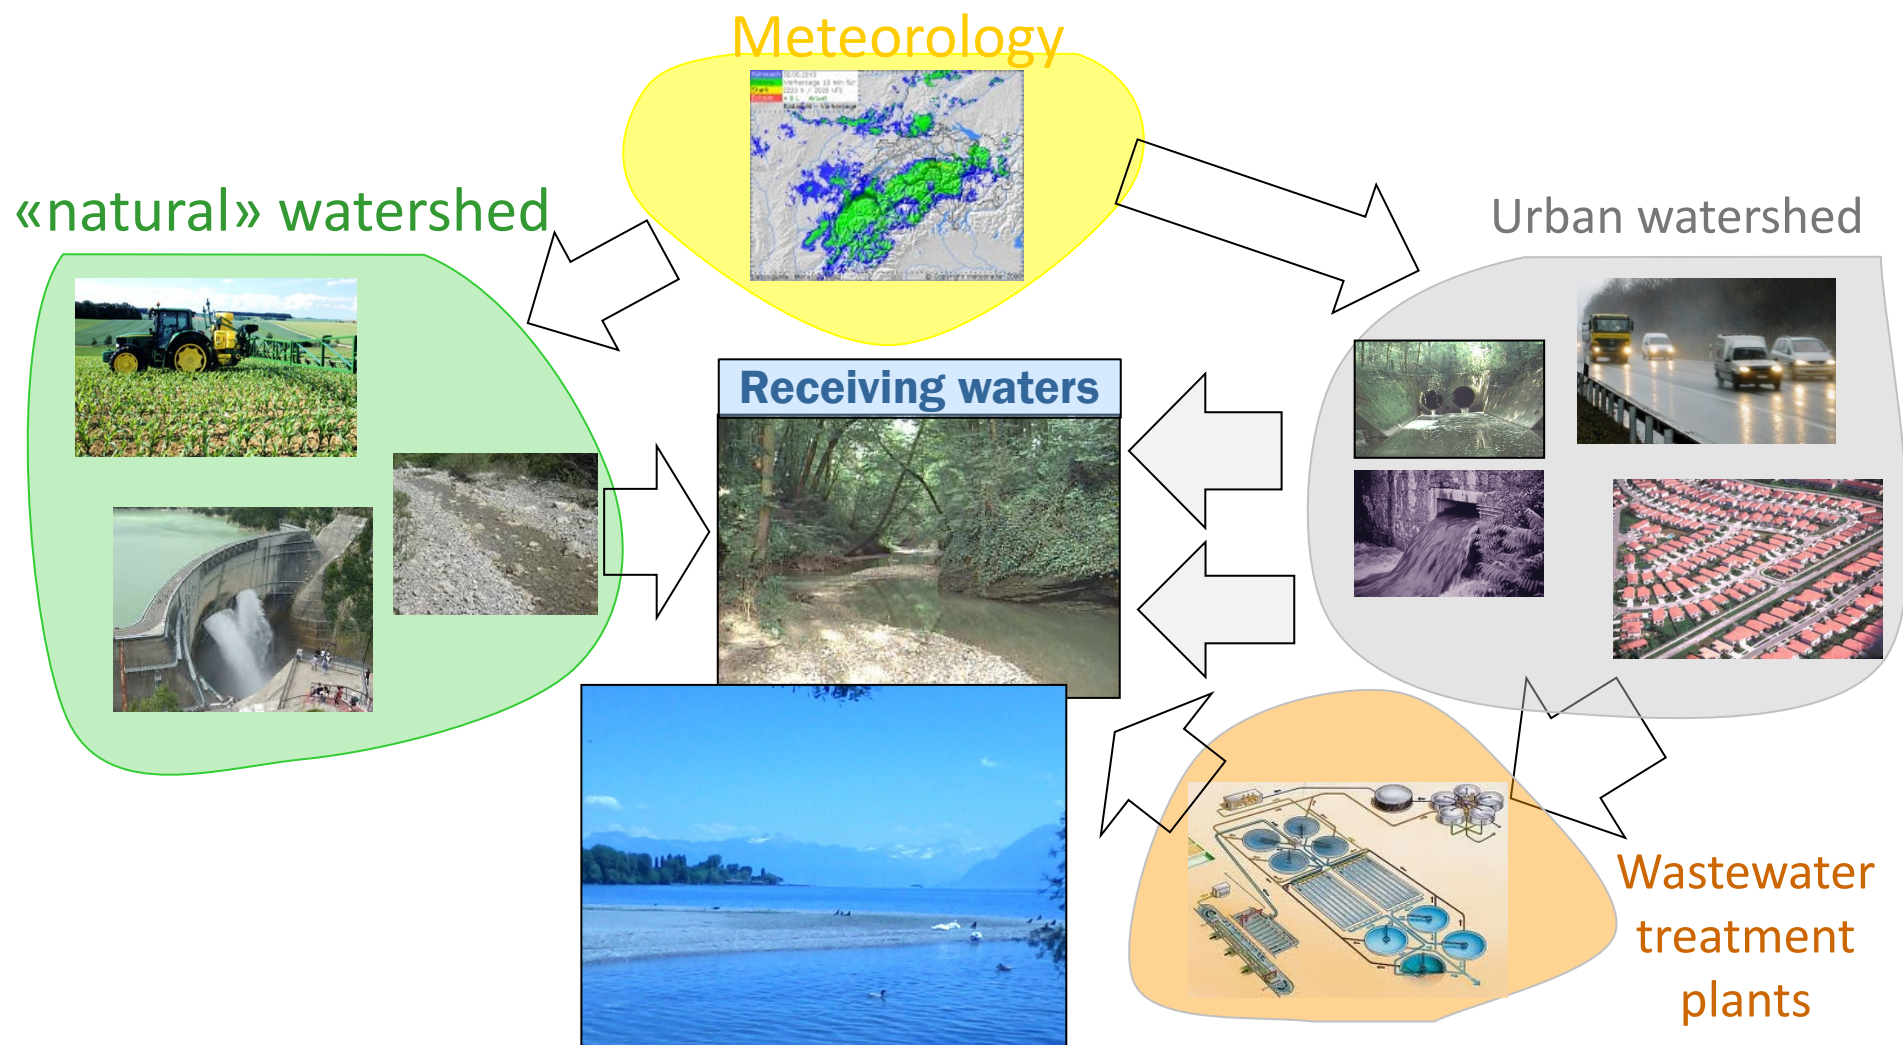 Meteorology
«natural» watershed
Urban watershed
Receiving waters
Wastewater
treatment
plants